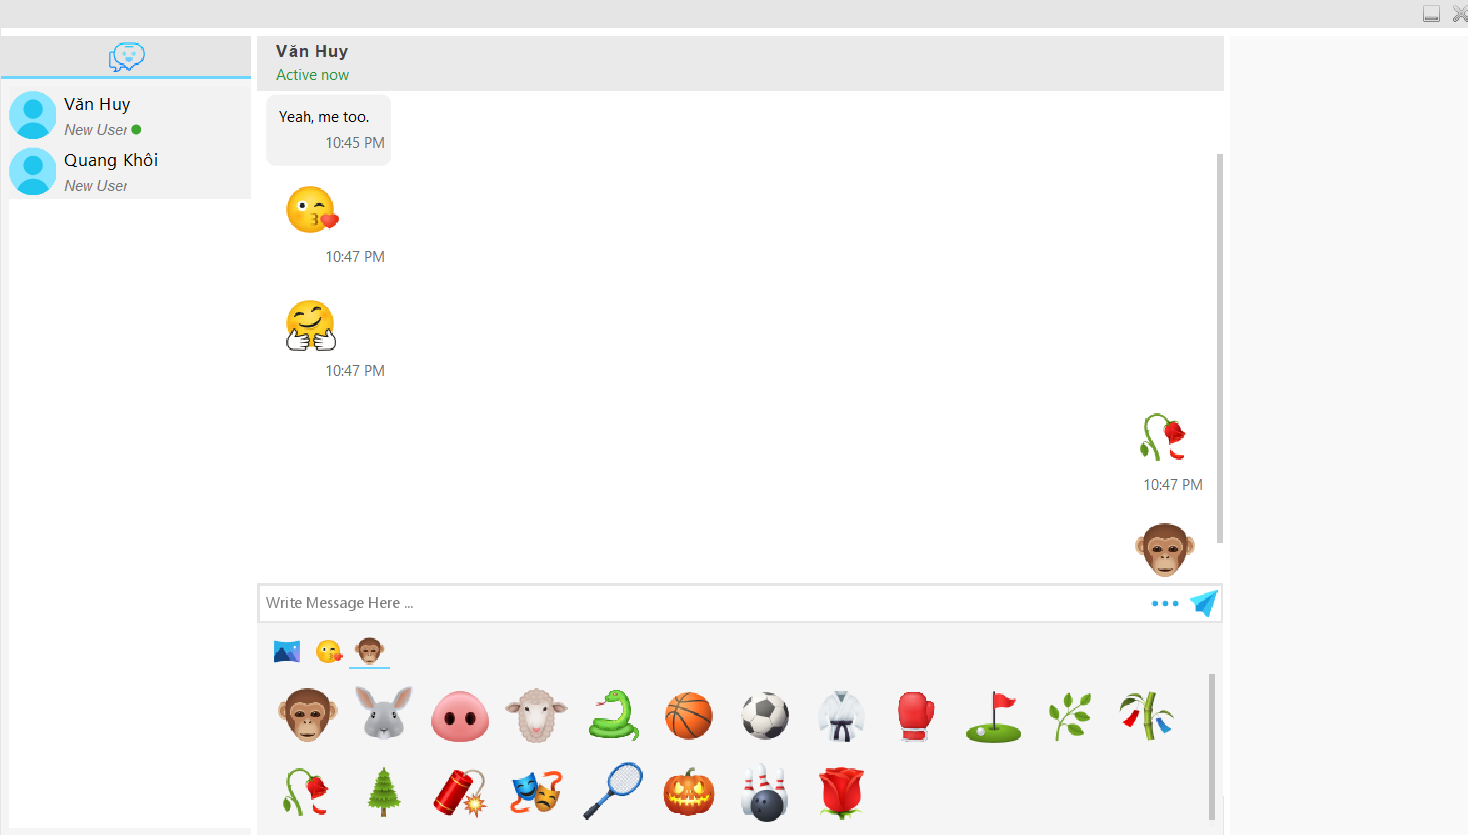 Văn Huy
New User
Quang Khôi
New User
Văn Huy
Active now
Yeah, me too.
10:45 PM
10:47 PM
10:47 PM
10:47 PM
Write Message Here ...